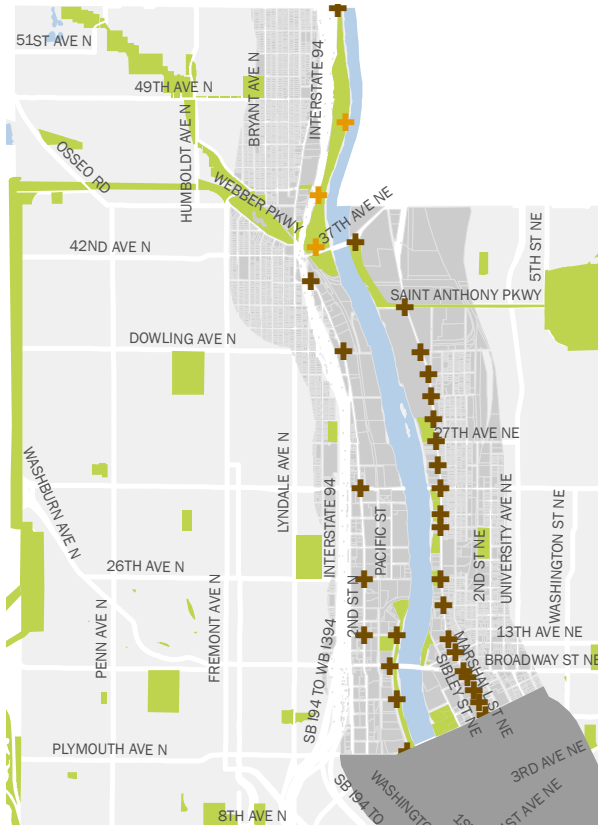 51ST AVE N
49TH AVE N
BRYANT AVE N
INTERSTATE 94
OSSEO RD
HUMBOLDT AVE N
WEBBER PKWY
37TH AVE NE
42ND AVE N
5TH ST NE
SAINT ANTHONY PKWY
DOWLING AVE N
27TH AVE NE
WASHBURN AVE N
LYNDALE AVE N
INTERSTATE 94
PACIFIC ST
2ND ST NE
UNIVERSITY AVE NE
WASHINGTON ST NE
26TH AVE N
2ND ST N
PENN AVE N
FREMONT AVE N
13TH AVE NE
BROADWAY ST NE
MARSHALL ST NE
SIBLEY ST NE
SB I94 TO WB I394
PLYMOUTH AVE N
SB I94 TO
WASHINGTON
3RD AVE NE
8TH AVE N